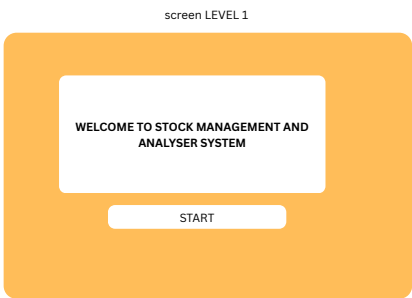 screen LEVEL 1
WELCOME TO STOCK MANAGEMENT AND
ANALYSER SYSTEM
START